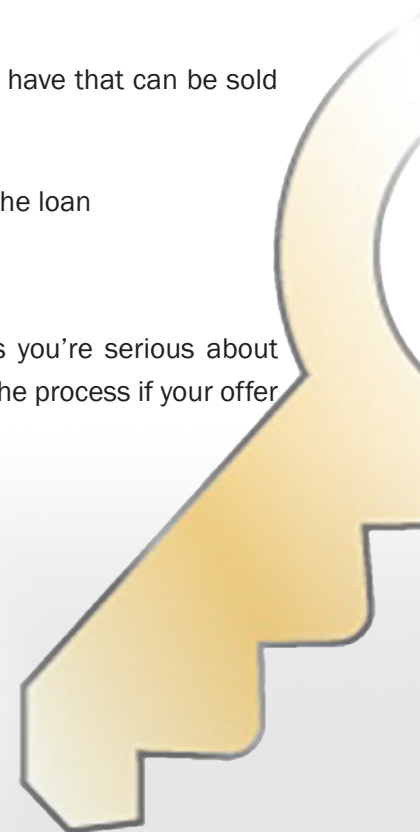 have that can be sold
he loan
s you’re serious about
he process if your offer